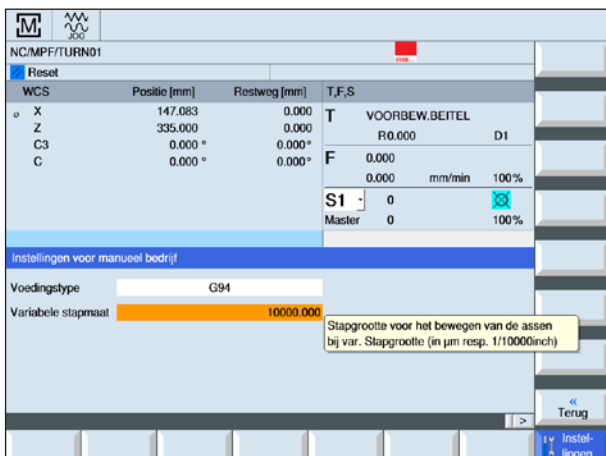 M
JOG
NC/MPF/TURN01
Reset
WCS Positie [mm] Restweg [mm] T,F,S
ø X 147.083 0.000
Z 335.000 0.000
C3 0.000 ° 0.000°
C 0.000 ° 0.000°
T VOORBEW.BEITEL
R0.000 D1
F 0.000
0.000 mm/min 100%
S1 0
Master 0 100%
Instellingen voor manueel bedrijf
Voedingstype G94
Variabele stapmaat 10000.000
Stapgrootte voor het bewegen van de assen
bij var. Stapgrootte (in µm resp. 1/10000inch)
«
Terug
>
Instel-
lingen